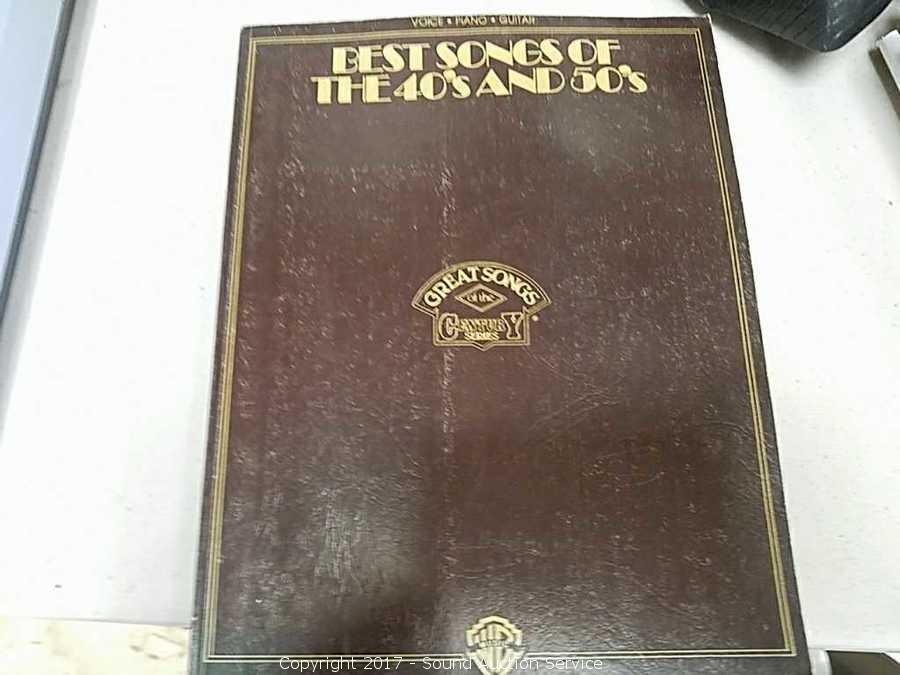 VOICE • PIANO • GUITAR
BEST SONGS OF
THE 40's AND 50's
GREAT SONGS
of the
CENTURY
SERIES
Copyright 2017 - Sound Auction Service